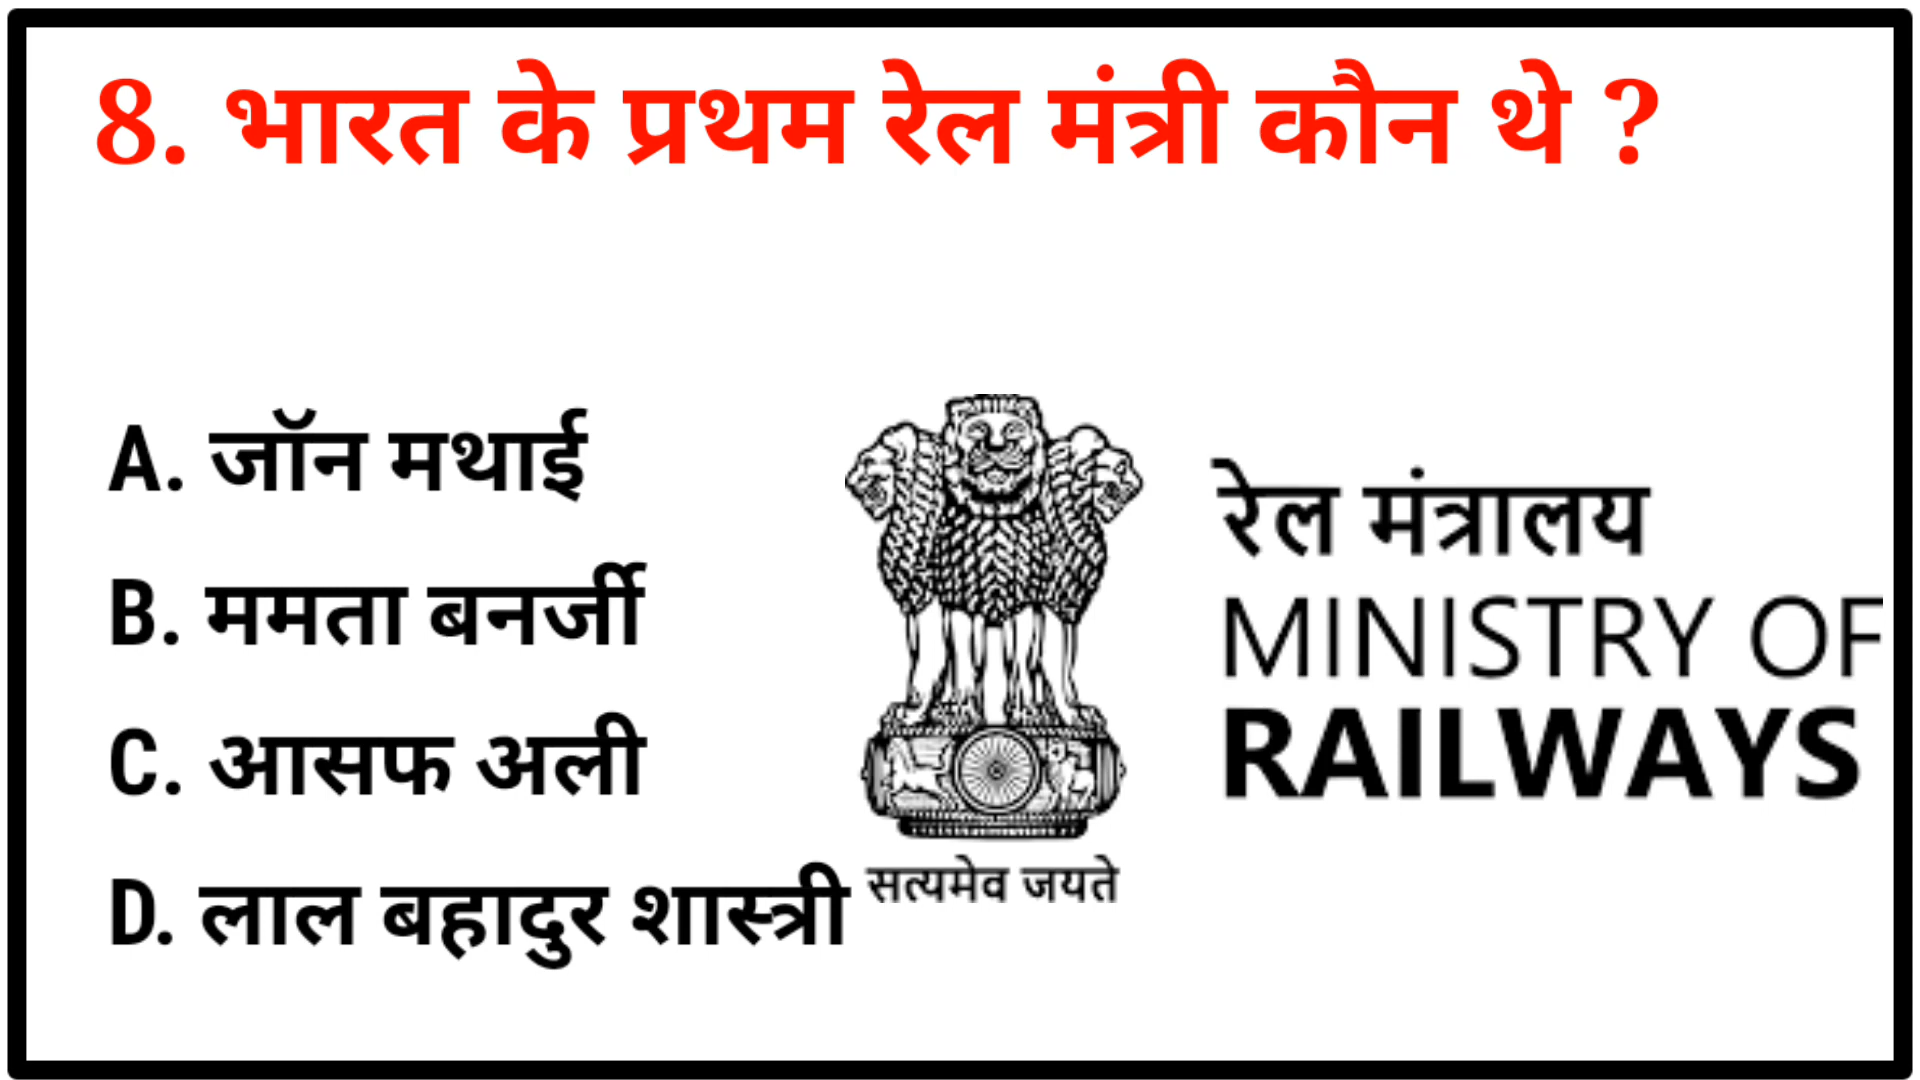 8. भारत के प्रथम रेल मंत्री कौन थे ?
A. जॉन मथाई
B. ममता बनर्जी
C. आसफ अली
D. लाल बहादुर शास्त्री
सत्यमेव जयते
रेल मंत्रालय
MINISTRY OF
RAILWAYS